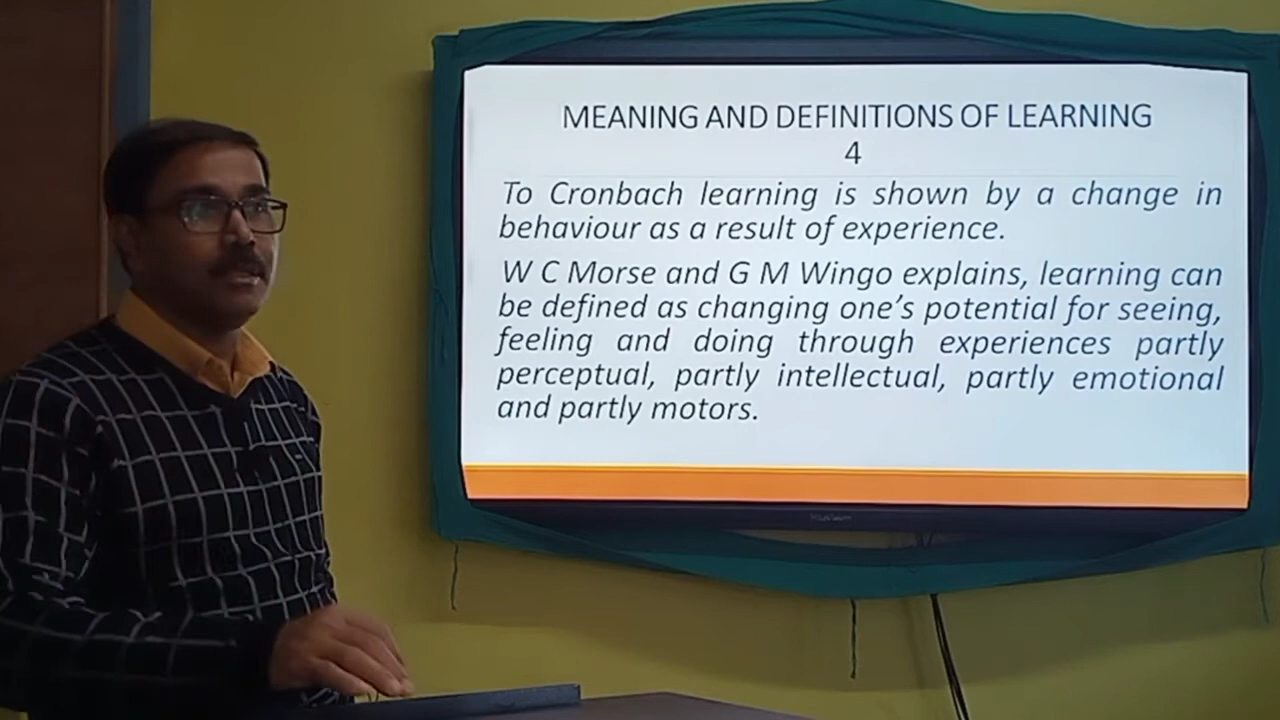 MEANING AND DEFINITIONS OF LEARNING
4
To Cronbach learning is shown by a change in
behaviour as a result of experience.
W C Morse and G M Wingo explains, learning can
be defined as changing one's potential for seeing,
feeling and doing through experiences partly
perceptual, partly intellectual, partly emotional
and partly motors.